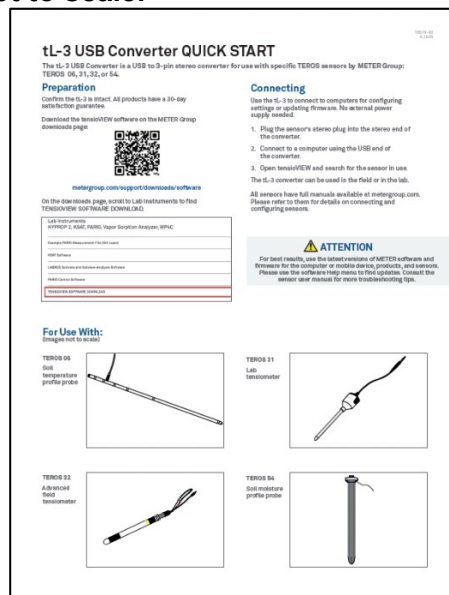 tL-3 USB Converter QUICK START
The tL-3 USB Converter is a USB to 3-pin stereo converter for use with specific TEROS sensors by METER Group:
TEROS 06, 31, 32, or 54.
Preparation
Confirm the tL-3 is intact. All products have a 30-day
satisfaction guarantee.
Download the tensioVIEW software on the METER Group
downloads page:
metergroup.com/support/downloads/software
On the downloads page, scroll to Lab Instruments to find
TENSIOVIEW SOFTWARE DOWNLOAD.
Lab Instruments
HYPROP 2, KSAT, PARIO, Vapor Sorption Analyzer, WP4C
KSAT Software
PARIO Control Software
TENSIOVIEW SOFTWARE DOWNLOAD
Connecting
Use the tL-3 to connect to computers for configuring
settings or updating firmware. No external power
supply needed.
1. Plug the sensor's stereo plug into the stereo end of
the converter.
2. Connect to a computer using the USB end of
the converter.
3. Open tensioVIEW and search for the sensor in use.
The tL-3 converter can be used in the field or in the lab.
All sensors have full manuals available at metergroup.com.
Please refer to them for details on connecting and
configuring sensors.
ATTENTION
For best results, use the latest versions of METER software and
firmware for the computer or mobile device, products, and sensors.
Please use the software Help menu to find updates. Consult the
sensor user manual for more troubleshooting tips.
For Use With:
(images not to scale)
TEROS 06
Soil
temperature
profile probe
TEROS 31
Lab
tensiometer
TEROS 32
Advanced
field
tensiometer
TEROS 54
Soil moisture
profile probe